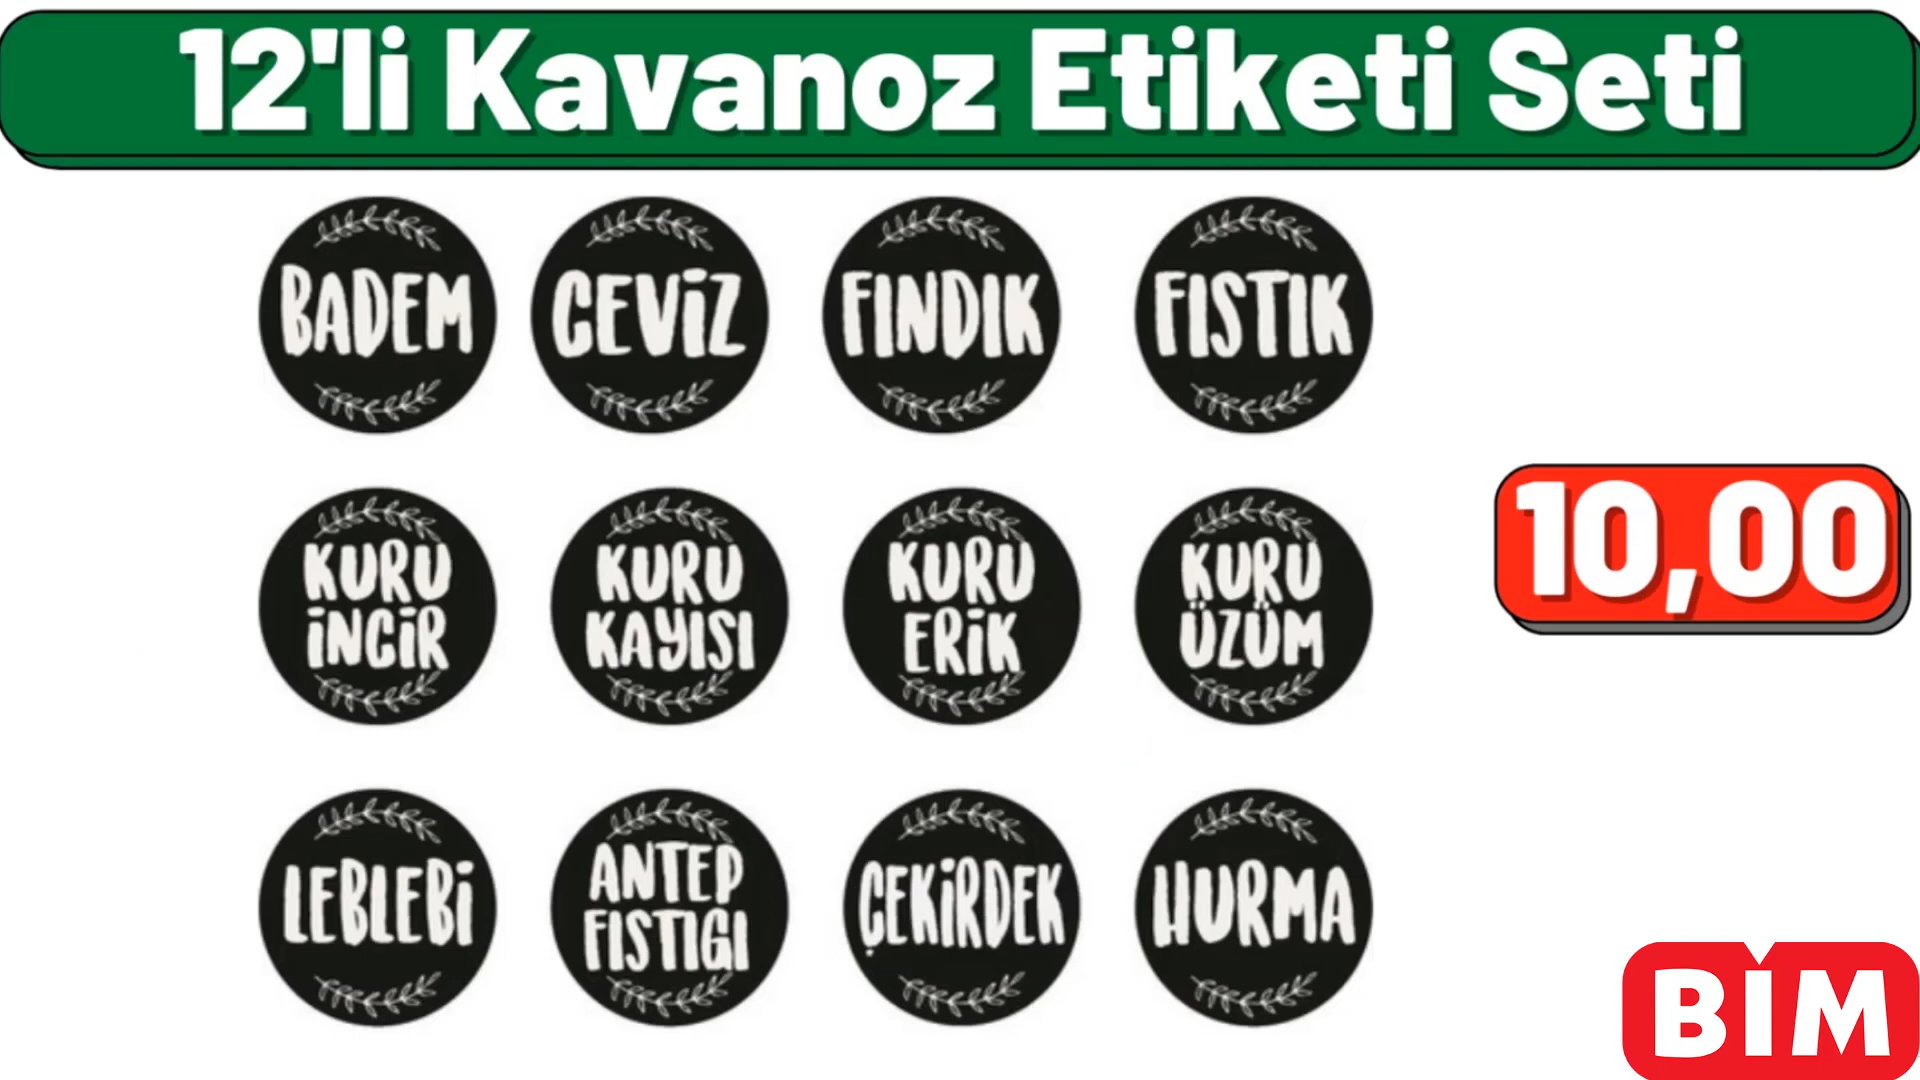 12'li Kavanoz Etiketi Seti
BADEM
CEVİZ
FINDIK
FISTIK
KURU
İNCİR
KURU
KAYISI
KURU
ERİK
KURU
ÜZÜM
10,00
LEBLEBİ
ANTEP
FISTIGI
ÇEKİRDEK
HURMA
BİM